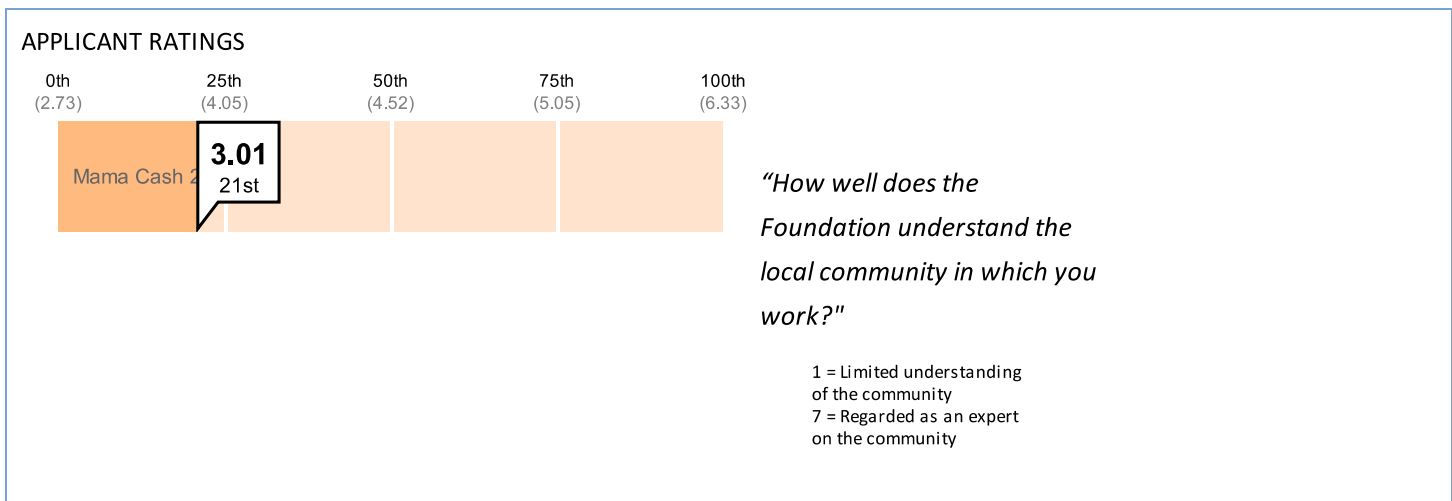 APPLICANT RATINGS
0th 25th 50th 75th 100th
(2.73) (4.05) (4.52) (5.05) (6.33)
3.01
Mama Cash 2
21st
“How well does the
Foundation understand the
local community in which you
work?"
1 = Limited understanding
of the community
7 = Regarded as an expert
on the community